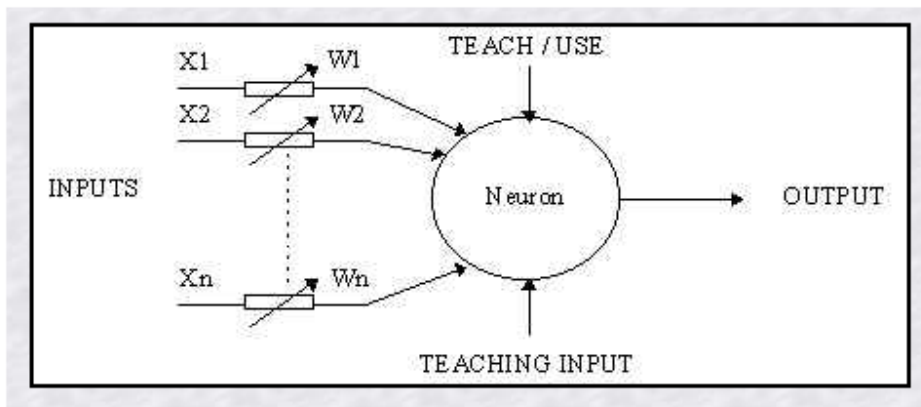 TEACH / USE
X1
W1
X2
W2
INPUTS
Neuron
OUTPUT
Xn
Wn
TEACHING INPUT